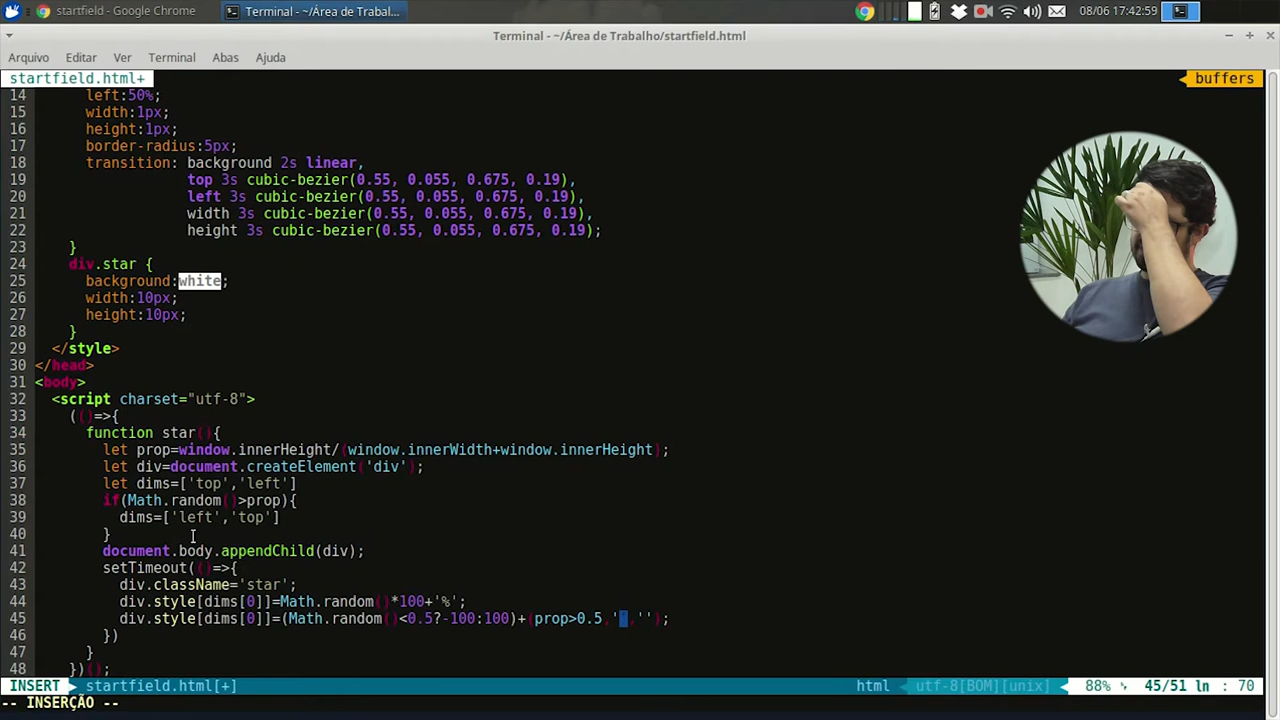 startfield - Google Chrome
Terminal - ~/Área de Trabal...
08/06 17:42:59
Terminal - ~/Área de Trabalho/startfield.html
Arquivo Editar Ver Terminal Abas Ajuda
startfield.html+ buffers
14 left:50%;
15 width:1px;
16 height:1px;
17 border-radius:5px;
18 transition: background 2s linear,
19 top 3s cubic-bezier(0.55, 0.055, 0.675, 0.19),
20 left 3s cubic-bezier(0.55, 0.055, 0.675, 0.19),
21 width 3s cubic-bezier(0.55, 0.055, 0.675, 0.19),
22 height 3s cubic-bezier(0.55, 0.055, 0.675, 0.19);
23 }
24 div.star {
25 background:white;
26 width:10px;
27 height:10px;
28 }
29 </style>
30 </head>
31 <body>
32 <script charset="utf-8">
33 (()=>{
34 function star(){
35 let prop=window.innerHeight/(window.innerWidth+window.innerHeight);
36 let div=document.createElement('div');
37 let dims=['top','left']
38 if(Math.random()>prop){
39 dims=['left','top']
40 }
41 document.body.appendChild(div);
42 setTimeout(()=>{
43 div.className='star';
44 div.style[dims[0]]=Math.random()*100+'%';
45 div.style[dims[0]]=(Math.random()<0.5?-100:100)+(prop>0.5,'','');
46 })
47 }
48 })();
INSERT startfield.html[+] html utf-8[BOM][unix] 88% 45/51 ln : 70
-- INSERÇÃO --